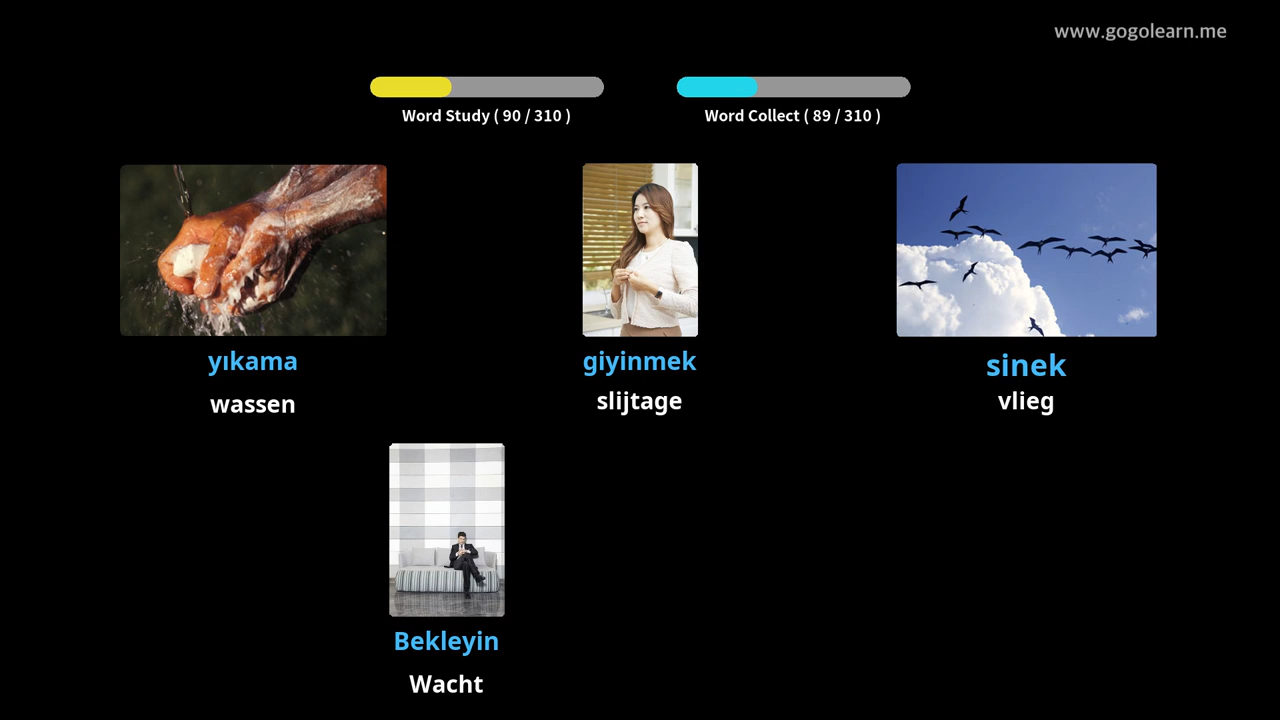 www.gogolearn.me
Word Study ( 90 / 310 )
Word Collect ( 89 / 310 )
yıkama
wassen
giyinmek
slijtage
sinek
vlieg
Bekleyin
Wacht